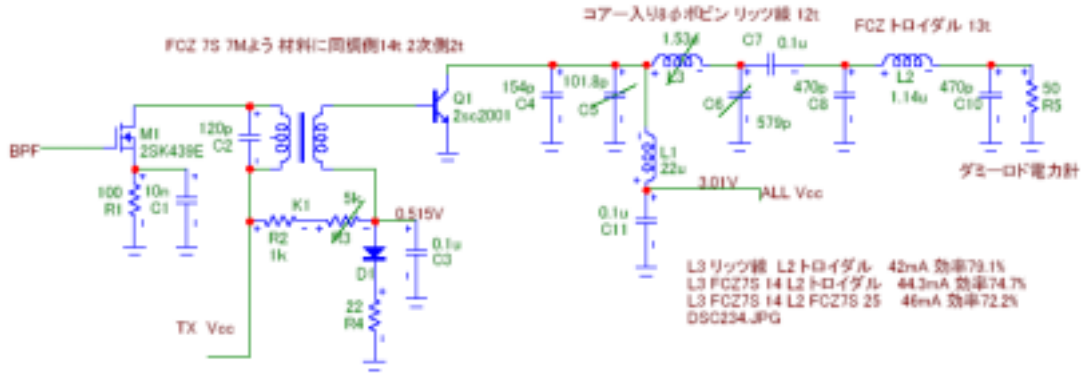 コアー入り8φボビン リッツ線 12t
FCZ トロイダル 13t
FCZ 7S 7Mよう 材料に同梱側14t 2次側2t
1.53u
L3
C7
0.1u
154p
C4
101.8p
C5
C6
579p
470p
C8
L2
1.14u
470p
C10
50
R5
Q1
2sc2001
120p
C2
M1
2SK439E
BPF
100
R1
10n
C1
L1
22u
3.01V
ALL Vcc
ダミーロド電力計
K1
5k
0.515V
R2
1k
R3
0.1u
C3
D1
0.1u
C11
22
R4
TX Vcc
L3 リッツ線 L2トロイダル 42mA 効率79.1%
L3 FCZ7S 14 L2トロイダル 44.3mA 効率74.7%
L3 FCZ7S 14 L2 FCZ7S 25 46mA 効率72.2%
DSC234.JPG